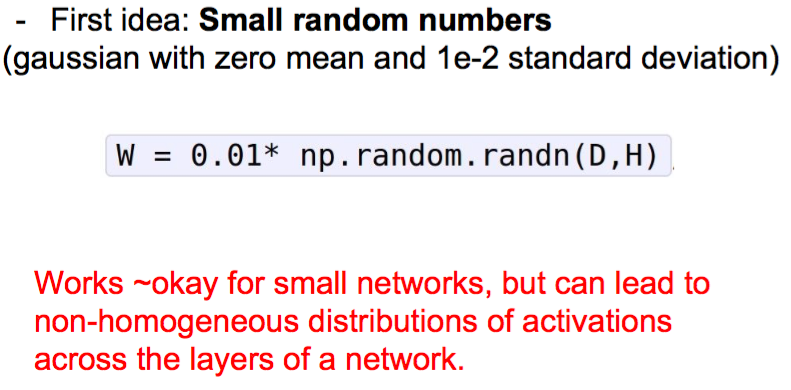 - First idea: Small random numbers
(gaussian with zero mean and 1e-2 standard deviation)
W = 0.01* np.random.randn(D,H)
Works ~okay for small networks, but can lead to
non-homogeneous distributions of activations
across the layers of a network.